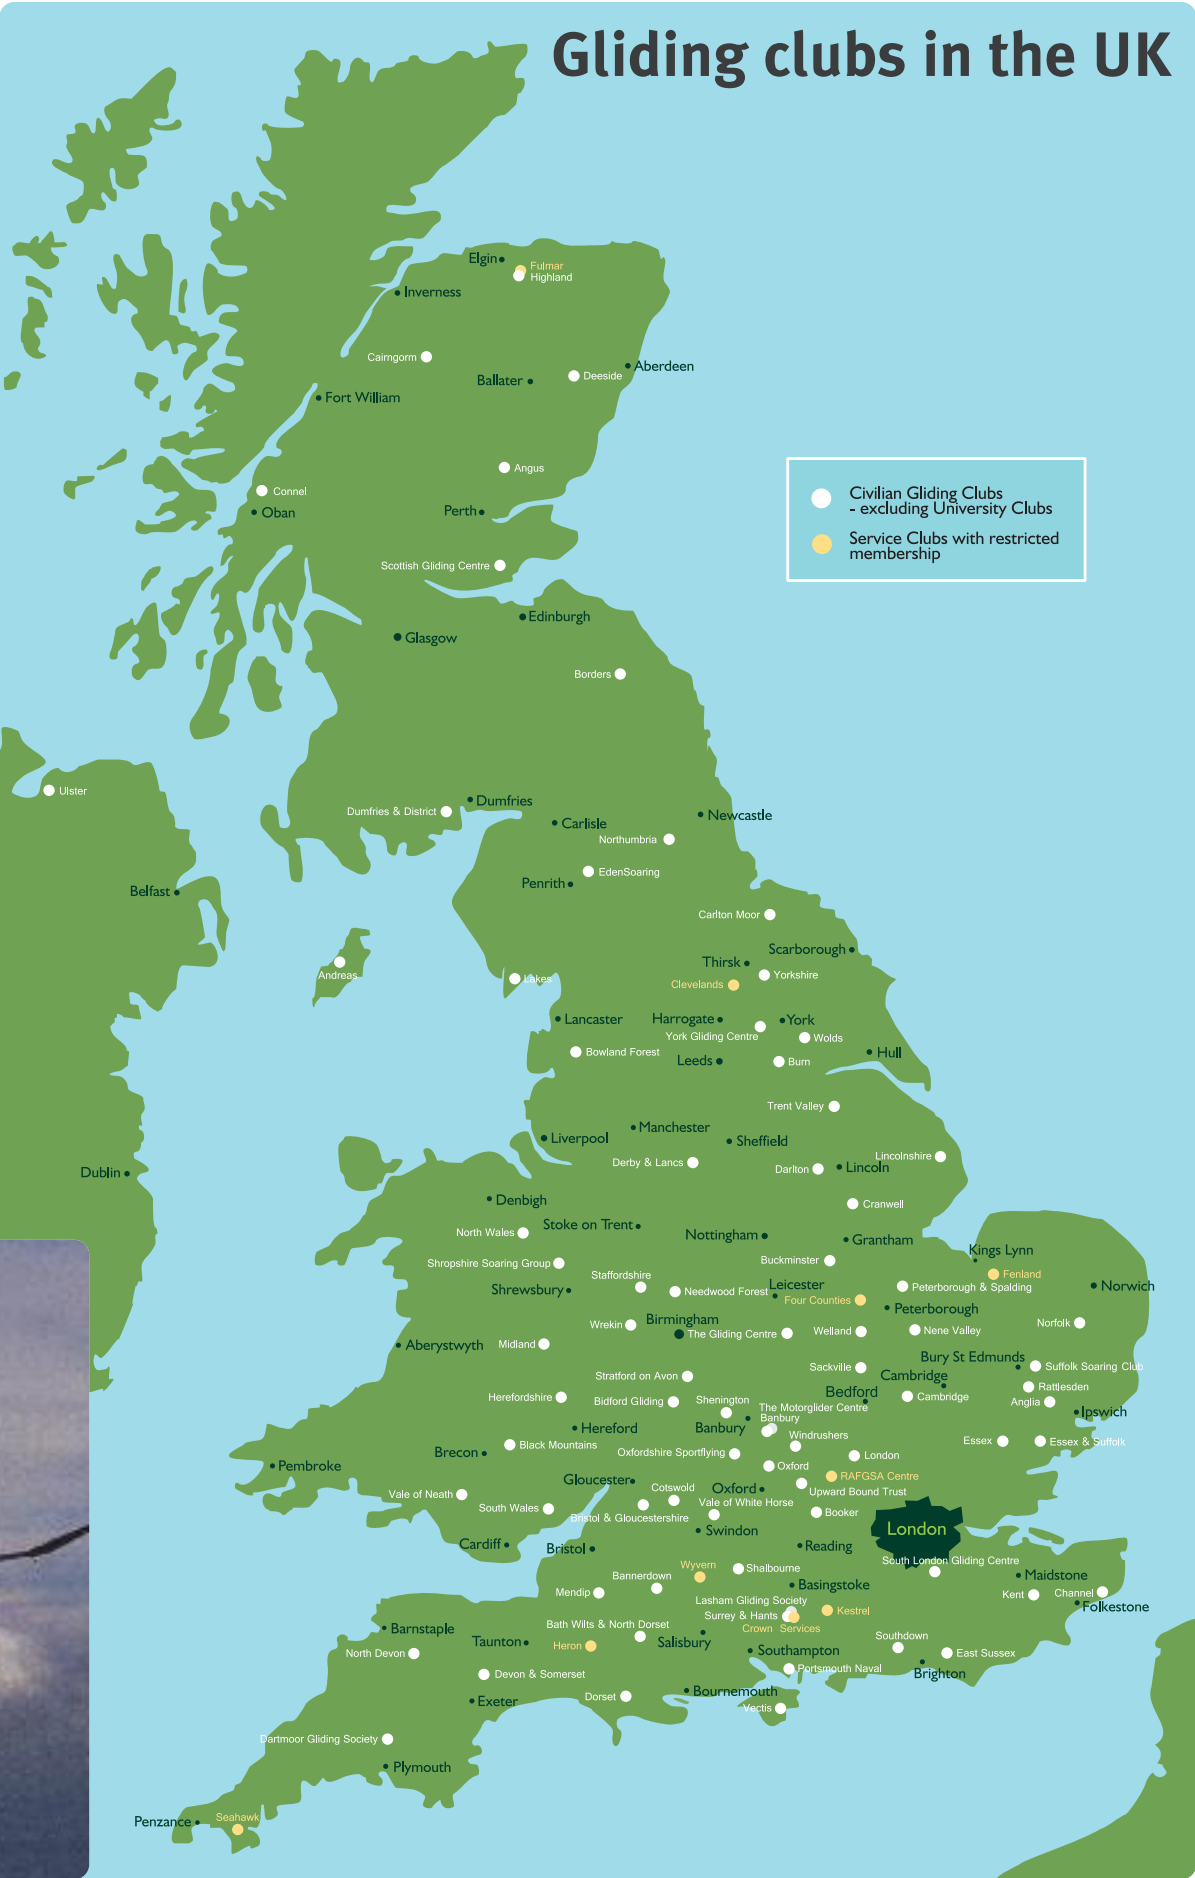 Gliding clubs in the UK
Elgin
Fulmar
Highland
Inverness
Cairngorm
Aberdeen
Ballater
Deeside
Fort William
Angus
Connel
Oban
Perth
Civilian Gliding Clubs
- excluding University Clubs
Service Clubs with restricted
membership
Scottish Gliding Centre
Edinburgh
Glasgow
Borders
Ulster
Dumfries
Dumfries & District
Carlisle
Newcastle
Northumbria
EdenSoaring
Penrith
Belfast
Carlton Moor
Scarborough
Thirsk
Andreas
Lakes
Yorkshire
Clevelands
Lancaster
Harrogate
York
York Gliding Centre
Wolds
Bowland Forest
Leeds
Burn
Hull
Trent Valley
Manchester
Liverpool
Sheffield
Derby & Lancs
Darlton
Lincoln
Lincolnshire
Dublin
Denbigh
Cranwell
Stoke on Trent
North Wales
Nottingham
Grantham
Kings Lynn
Shropshire Soaring Group
Buckminster
Staffordshire
Fenland
Shrewsbury
Needwood Forest
Leicester
Four Counties
Peterborough & Spalding
Norwich
Peterborough
Birmingham
Wrekin
The Gliding Centre
Welland
Nene Valley
Norfolk
Aberystwyth
Midland
Bury St Edmunds
Sackville
Suffolk Soaring Club
Stratford on Avon
Cambridge
Rattlesden
Herefordshire
Bidford Gliding
Shenington
Bedford
Cambridge
Anglia
The Motorglider Centre
Banbury
Ipswich
Hereford
Banbury
Windrushers
Essex
Essex & Suffolk
Black Mountains
Brecon
Oxfordshire Sportflying
London
Pembroke
Oxford
RAFGSA Centre
Gloucester
Cotswold
Oxford
Upward Bound Trust
Vale of Neath
South Wales
Bristol & Gloucestershire
Vale of White Horse
Booker
Swindon
London
Cardiff
Bristol
Reading
South London Gliding Centre
Wyvern
Shalbourne
Maidstone
Bannerdown
Basingstoke
Mendip
Kent
Channel
Lasham Gliding Society
Folkestone
Surrey & Hants
Kestrel
Crown Services
Barnstaple
Bath Wilts & North Dorset
Taunton
Heron
Salisbury
Southampton
Southdown
North Devon
East Sussex
Portsmouth Naval
Brighton
Devon & Somerset
Exeter
Dorset
Bournemouth
Vectis
Dartmoor Gliding Society
Plymouth
Penzance
Seahawk